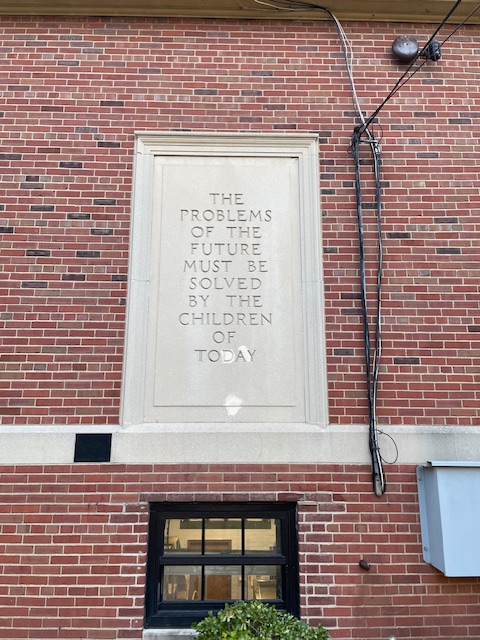 THE
PROBLEMS
OF THE
FUTURE
MUST BE
SOLVED
BY THE
CHILDREN
OF
TODAY